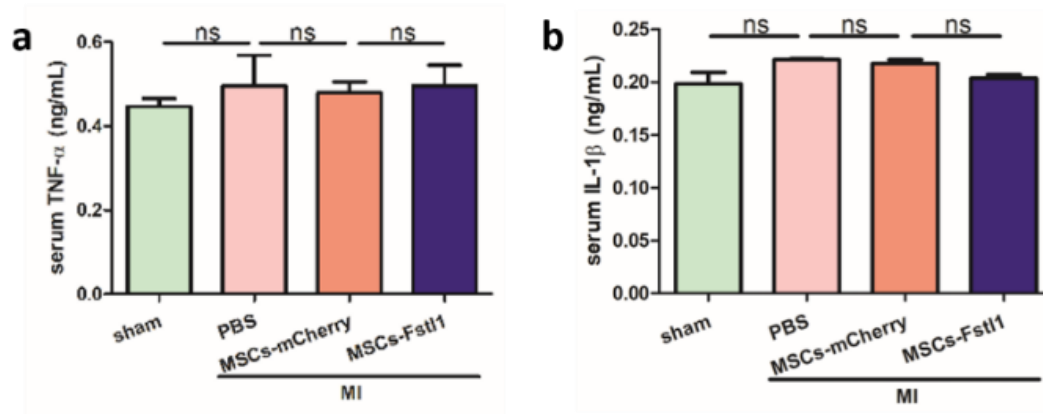 a
ns ns ns
serum TNF-α (ng/mL)
0.6
0.4
0.2
0.0
sham
PBS
MSCs-mCherry
MSCs-Fstl1
MI
b
ns ns ns
serum IL-1β (ng/mL)
0.25
0.20
0.15
0.10
0.05
0.00
sham
PBS
MSCs-mCherry
MSCs-Fstl1
MI